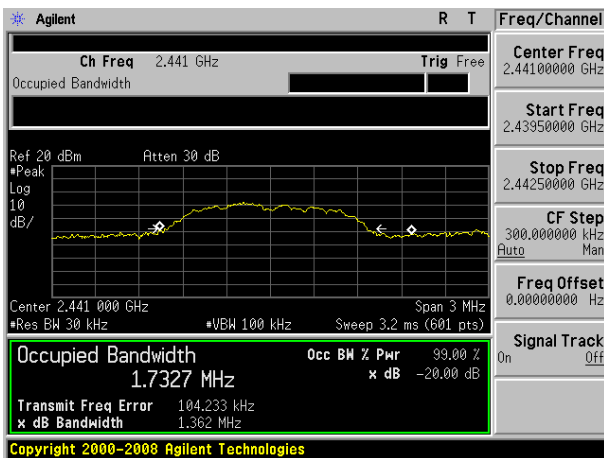 Agilent R T Freq/Channel
Ch Freq 2.441 GHz Trig Free
Occupied Bandwidth
Center Freq
2.44100000 GHz
Start Freq
2.43950000 GHz
Stop Freq
2.44250000 GHz
CF Step
300.000000 kHz
Auto Man
Freq Offset
0.00000000 Hz
Signal Track
On Off
Ref 20 dBm Atten 30 dB
#Peak
Log
10
dB/
Center 2.441 000 GHz Span 3 MHz
#Res BW 30 kHz #VBW 100 kHz Sweep 3.2 ms (601 pts)
Occupied Bandwidth Occ BW % Pwr 99.00 %
1.7327 MHz x dB -20.00 dB
Transmit Freq Error 104.233 kHz
x dB Bandwidth 1.362 MHz
Copyright 2000-2008 Agilent Technologies